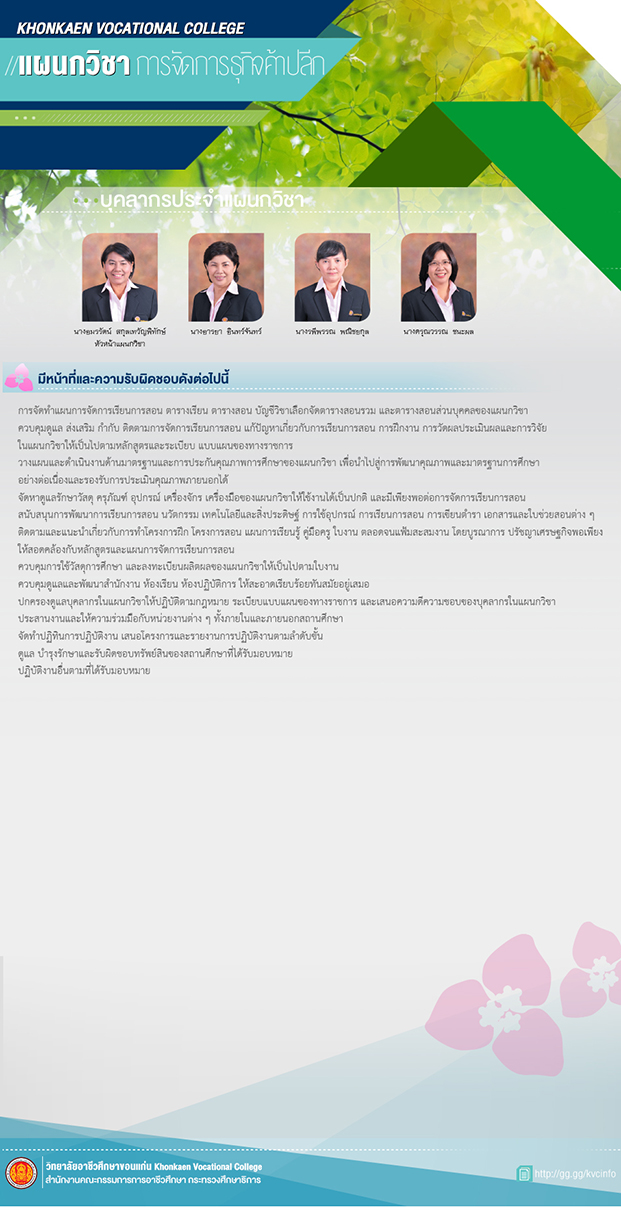 KHONKAEN VOCATIONAL COLLEGE
//แผนกวิชา การจัดการธุรกิจค้าปลีก
บุคลากรประจำแผนกวิชา
นางอมรรัตน์ สกุลเทวัญพิทักษ์
หัวหน้าแผนกวิชา
นางอารยา อินทร์จันทร์
นางรพีพรรณ พณิชยกุล
นางครุณวรรณ ชนะผล
มีหน้าที่และความรับผิดชอบดังต่อไปนี้
การจัดทำแผนการจัดการเรียนการสอน ตารางเรียน ตารางสอน บัญชีวิชาเลือกจัดตารางสอนรวม และตารางสอนส่วนบุคคลของแผนกวิชา
ควบคุมดูแล ส่งเสริม กำกับ ติดตามการจัดการเรียนการสอน แก้ปัญหาเกี่ยวกับการเรียนการสอน การฝึกงาน การวัดผลประเมินผลและการวิจัย
ในแผนกวิชาให้เป็นไปตามหลักสูตรและระเบียบ แบบแผนของทางราชการ
วางแผนและดำเนินงานด้านมาตรฐานและการประกันคุณภาพการศึกษาของแผนกวิชา เพื่อนำไปสู่การพัฒนาคุณภาพและมาตรฐานการศึกษา
อย่างต่อเนื่องและรองรับการประเมินคุณภาพภายนอกได้
จัดหาดูแลรักษาวัสดุ ครุภัณฑ์ อุปกรณ์ เครื่องจักร เครื่องมือของแผนกวิชาให้ใช้งานได้เป็นปกติ และมีเพียงพอต่อการจัดการเรียนการสอน
สนับสนุนการพัฒนาการเรียนการสอน นวัตกรรม เทคโนโลยีและสิ่งประดิษฐ์ การใช้อุปกรณ์ การเรียนการสอน การเขียนตำรา เอกสารและใบช่วยสอนต่าง ๆ
ติดตามและแนะนำเกี่ยวกับการทำโครงการฝึก โครงการสอน แผนการเรียนรู้ คู่มือครู ใบงาน ตลอดจนแฟ้มสะสมงาน โดยบูรณาการ ปรัชญาเศรษฐกิจพอเพียง
ให้สอดคล้องกับหลักสูตรและแผนการจัดการเรียนการสอน
ควบคุมการใช้วัสดุการศึกษา และลงทะเบียนผลิตผลของแผนกวิชาให้เป็นไปตามใบงาน
ควบคุมดูแลและพัฒนาสำนักงาน ห้องเรียน ห้องปฏิบัติการ ให้สะอาดเรียบร้อยทันสมัยอยู่เสมอ
ปกครองดูแลบุคลากรในแผนกวิชาให้ปฏิบัติตามกฎหมาย ระเบียบแบบแผนของทางราชการ และเสนอความดีความชอบของบุคลากรในแผนกวิชา
ประสานงานและให้ความร่วมมือกับหน่วยงานต่าง ๆ ทั้งภายในและภายนอกสถานศึกษา
จัดทำปฏิทินการปฏิบัติงาน เสนอโครงการและรายงานการปฏิบัติงานตามลำดับขั้น
ดูแล บำรุงรักษาและรับผิดชอบทรัพย์สินของสถานศึกษาที่ได้รับมอบหมาย
ปฏิบัติงานอื่นตามที่ได้รับมอบหมาย
วิทยาลัยอาชีวศึกษาขอนแก่น Khonkaen Vocational College
สำนักงานคณะกรรมการการอาชีวศึกษา กระทรวงศึกษาธิการ
http://gg.gg/kvcinfo